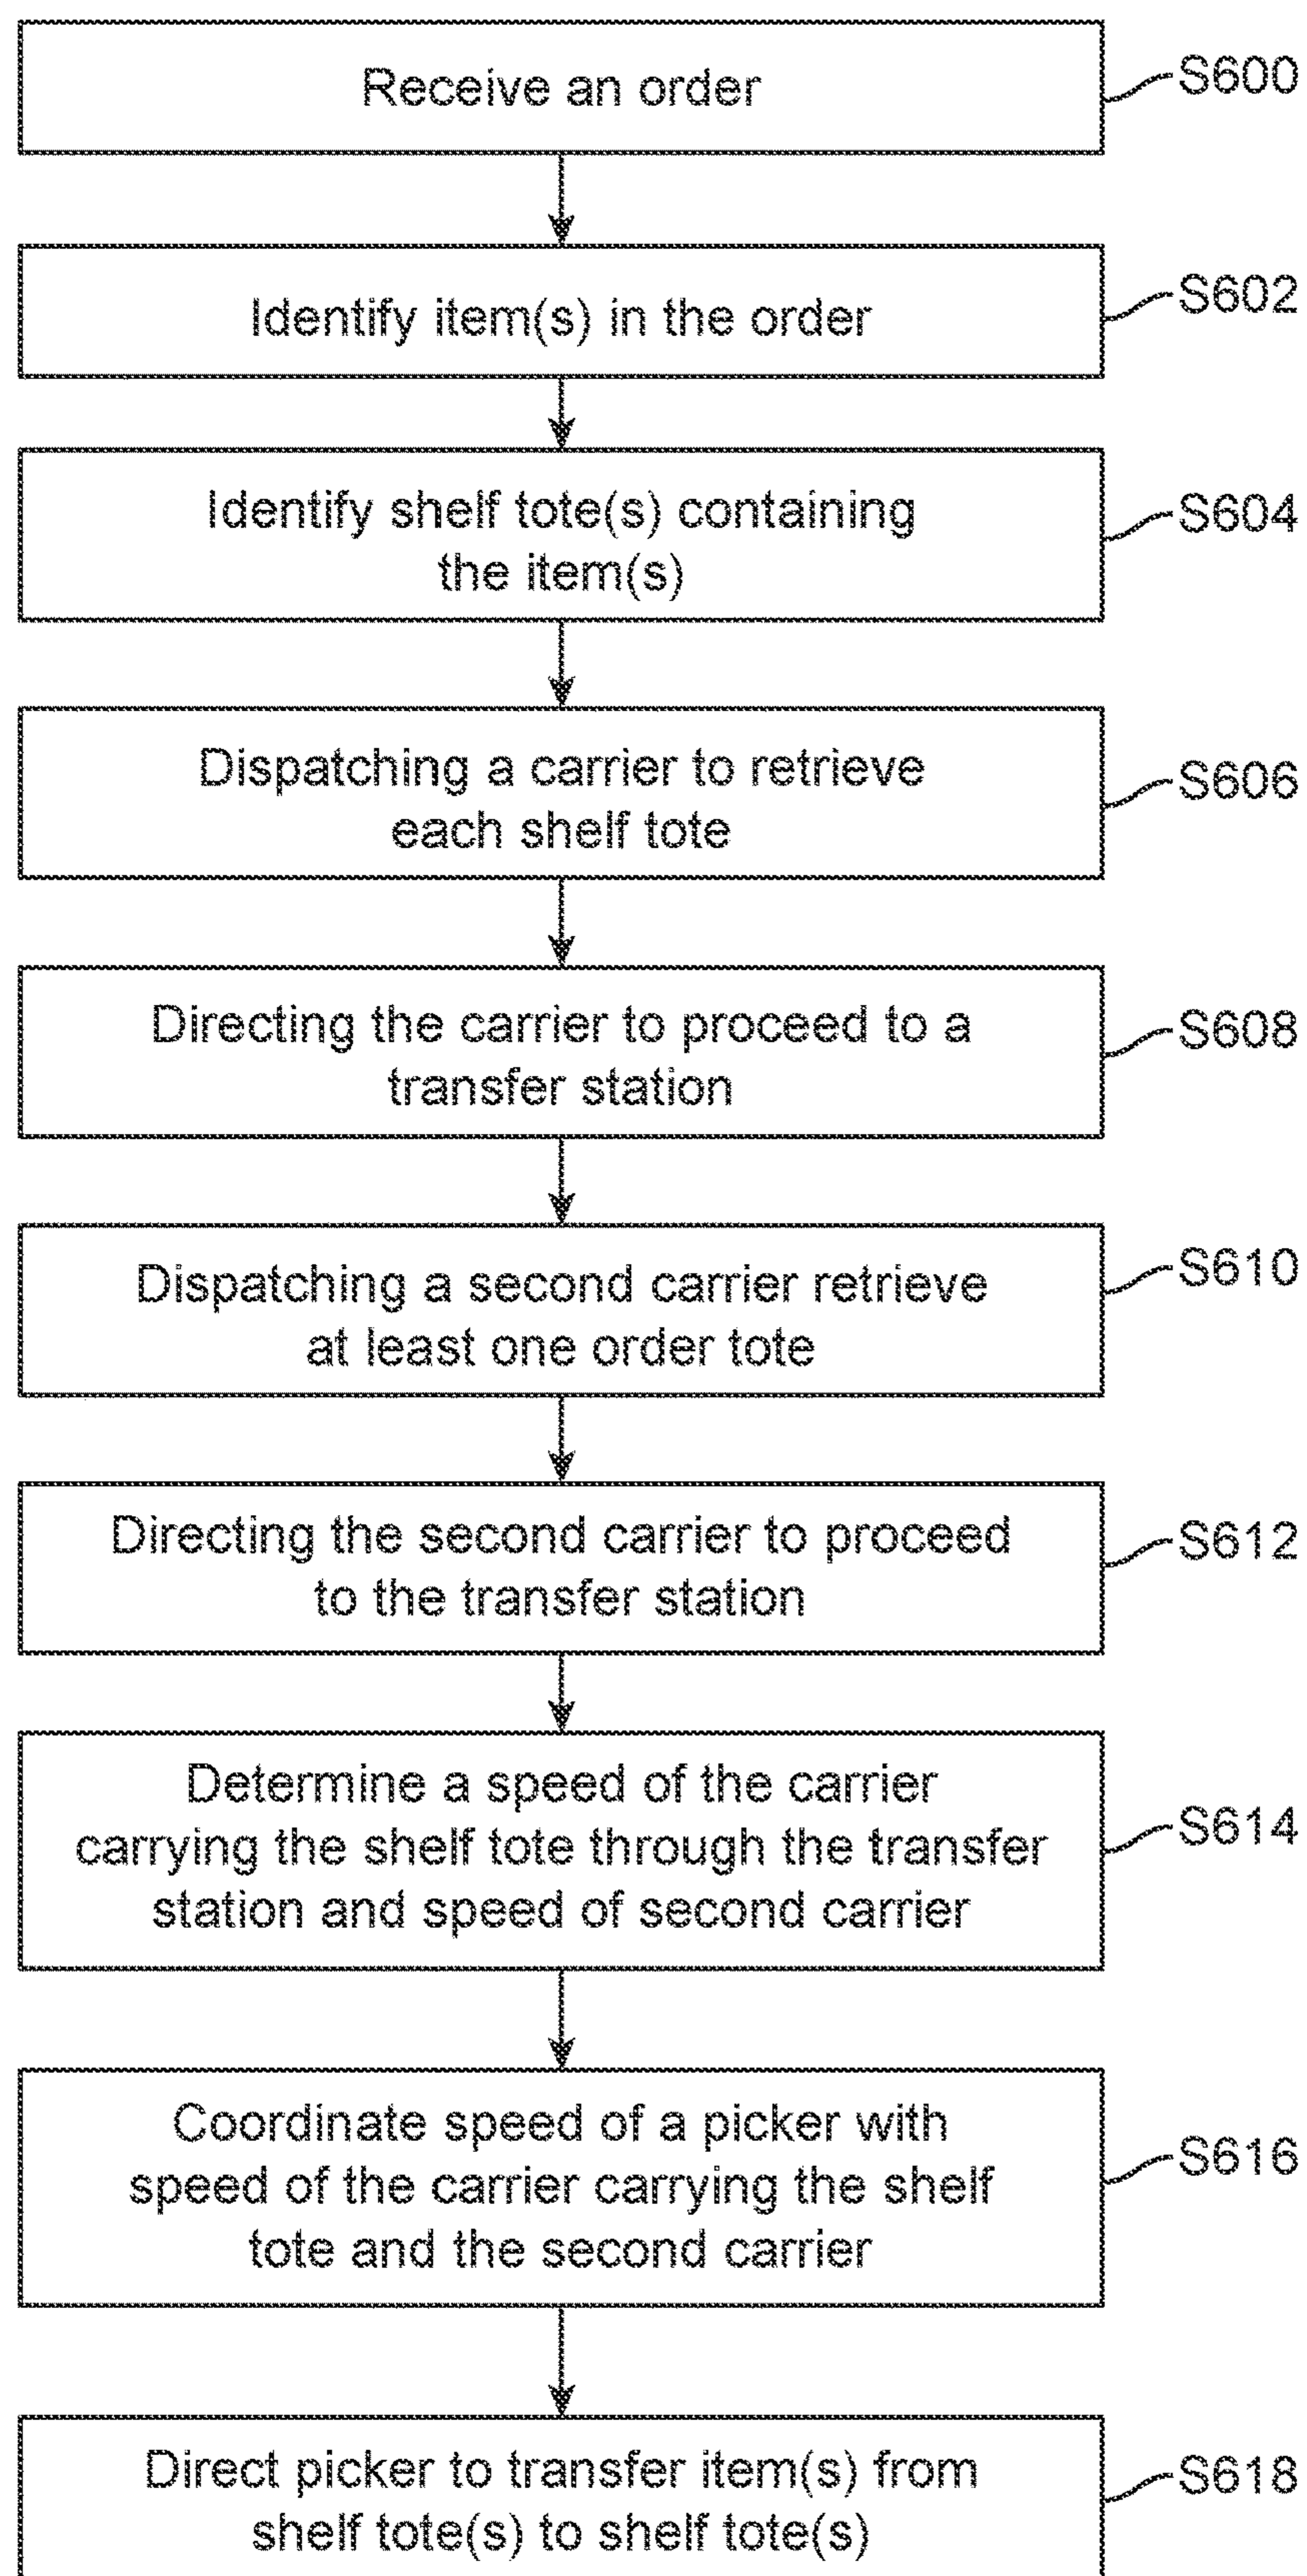 Receive an order
S600
Identify item(s) in the order
S602
Identify shelf tote(s) containing
the item(s)
S604
Dispatching a carrier to retrieve
each shelf tote
S606
Directing the carrier to proceed to a
transfer station
S608
Dispatching a second carrier retrieve
at least one order tote
S610
Directing the second carrier to proceed
to the transfer station
S612
Determine a speed of the carrier
carrying the shelf tote through the transfer
station and speed of second carrier
S614
Coordinate speed of a picker with
speed of the carrier carrying the shelf
tote and the second carrier
S616
Direct picker to transfer item(s) from
shelf tote(s) to shelf tote(s)
S618